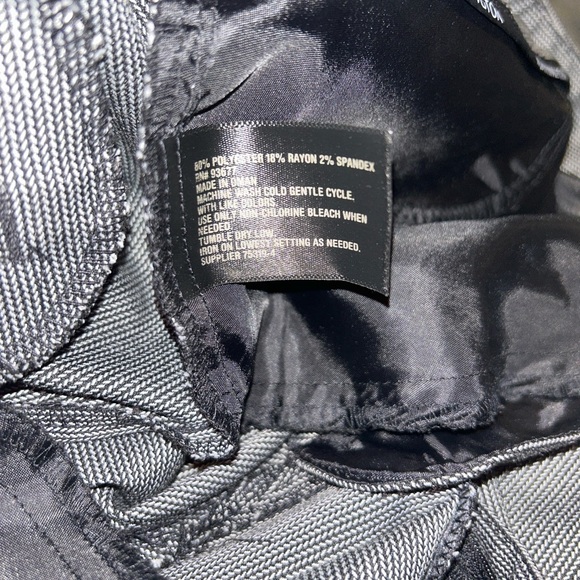 80% POLYESTER 18% RAYON 2% SPANDEX
RN# 93677
MADE IN OMAN
MACHINE WASH COLD GENTLE CYCLE,
WITH LIKE COLORS.
USE ONLY NON-CHLORINE BLEACH WHEN
NEEDED.
TUMBLE DRY LOW.
IRON ON LOWEST SETTING AS NEEDED.
SUPPLIER 75319-4